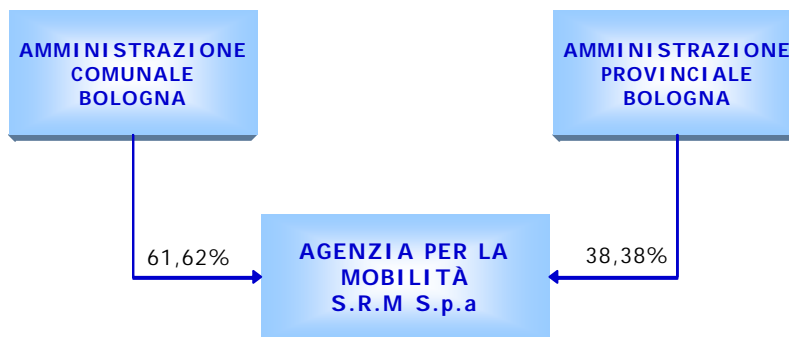 AMMINISTRAZIONE
COMUNALE
BOLOGNA
AMMINISTRAZIONE
PROVINCIALE
BOLOGNA
61,62%
38,38%
AGENZIA PER LA
MOBILITÀ
S.R.M S.p.a